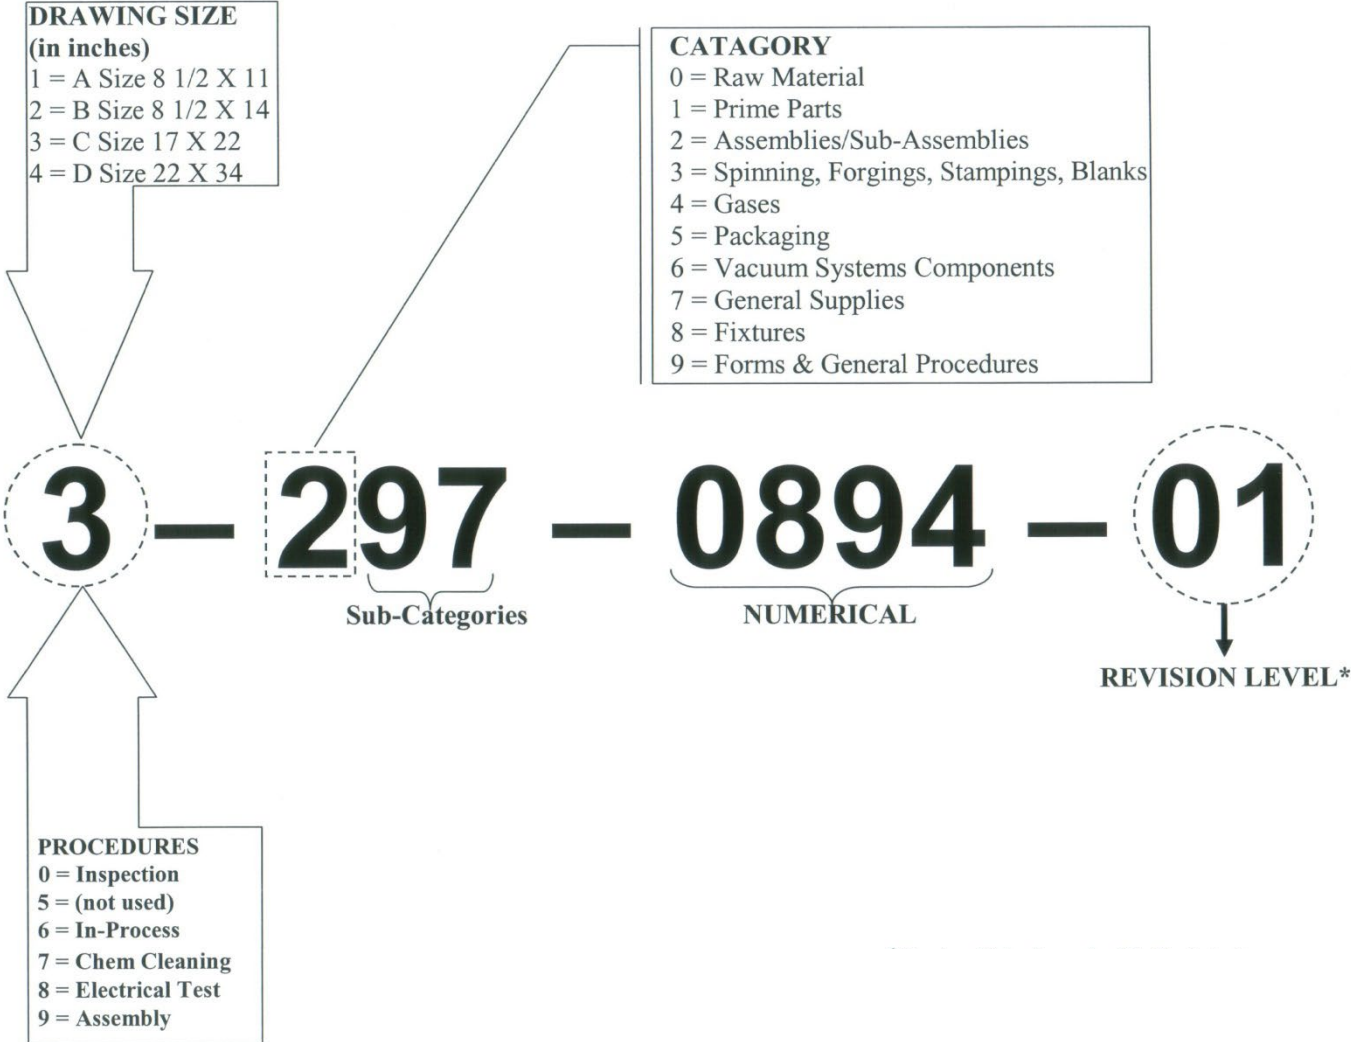 DRAWING SIZE
(in inches)
1 = A Size 8 1/2 X 11
2 = B Size 8 1/2 X 14
3 = C Size 17 X 22
4 = D Size 22 X 34
CATAGORY
0 = Raw Material
1 = Prime Parts
2 = Assemblies/Sub-Assemblies
3 = Spinning, Forgings, Stampings, Blanks
4 = Gases
5 = Packaging
6 = Vacuum Systems Components
7 = General Supplies
8 = Fixtures
9 = Forms & General Procedures
3 – 297 – 0894 – 01
Sub-Categories
NUMERICAL
REVISION LEVEL*
PROCEDURES
0 = Inspection
5 = (not used)
6 = In-Process
7 = Chem Cleaning
8 = Electrical Test
9 = Assembly